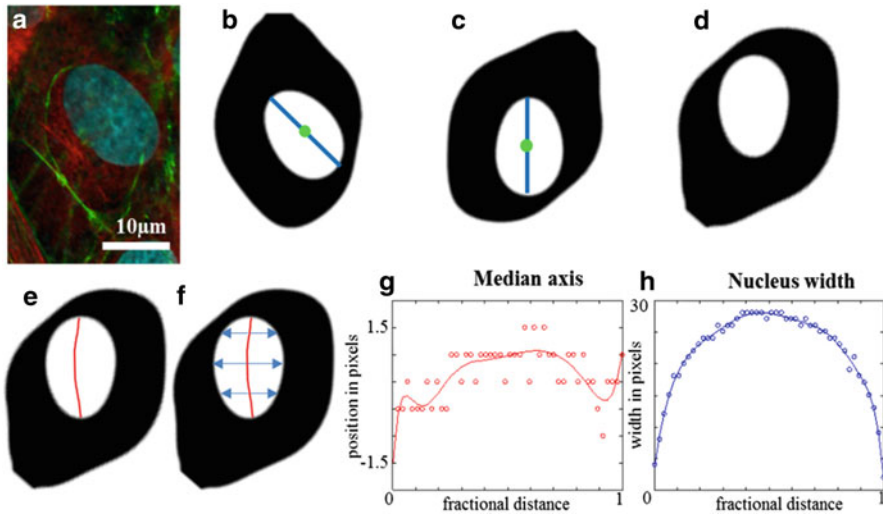 a
b
c
d
10μm
e
f
g
Median axis
position in pixels
1.5
-1.5
0
1
fractional distance
h
Nucleus width
width in pixels
30
0
0
1
fractional distance